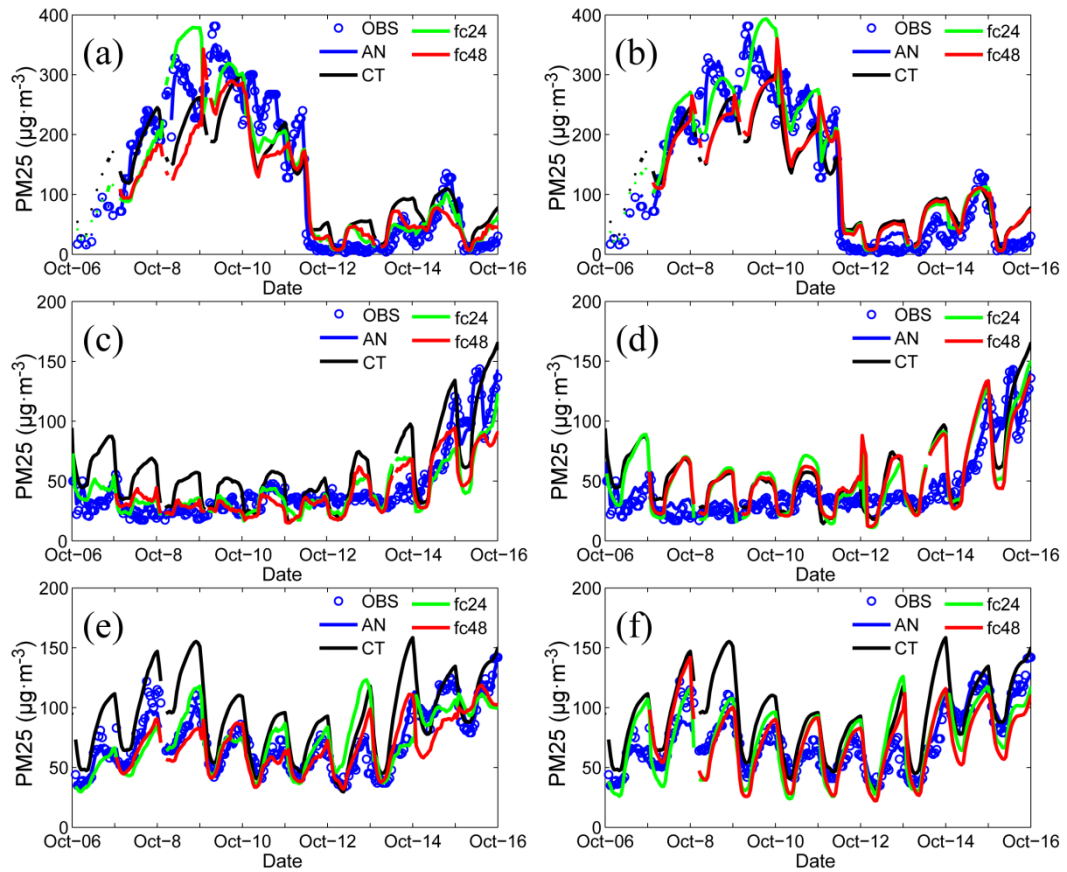 (a)
OBS
AN
CT
fc24
fc48
PM25 (μg·m⁻³)
400
300
200
100
0
Oct−06 Oct−8 Oct−10 Oct−12 Oct−14 Oct−16
Date
(b)
OBS
AN
CT
fc24
fc48
PM25 (μg·m⁻³)
400
300
200
100
0
Oct−06 Oct−8 Oct−10 Oct−12 Oct−14 Oct−16
Date
(c)
OBS
AN
CT
fc24
fc48
PM25 (μg·m⁻³)
200
150
100
50
0
Oct−06 Oct−8 Oct−10 Oct−12 Oct−14 Oct−16
Date
(d)
OBS
AN
CT
fc24
fc48
PM25 (μg·m⁻³)
200
150
100
50
0
Oct−06 Oct−8 Oct−10 Oct−12 Oct−14 Oct−16
Date
(e)
OBS
AN
CT
fc24
fc48
PM25 (μg·m⁻³)
200
150
100
50
0
Oct−06 Oct−8 Oct−10 Oct−12 Oct−14 Oct−16
Date
(f)
OBS
AN
CT
fc24
fc48
PM25 (μg·m⁻³)
200
150
100
50
0
Oct−06 Oct−8 Oct−10 Oct−12 Oct−14 Oct−16
Date